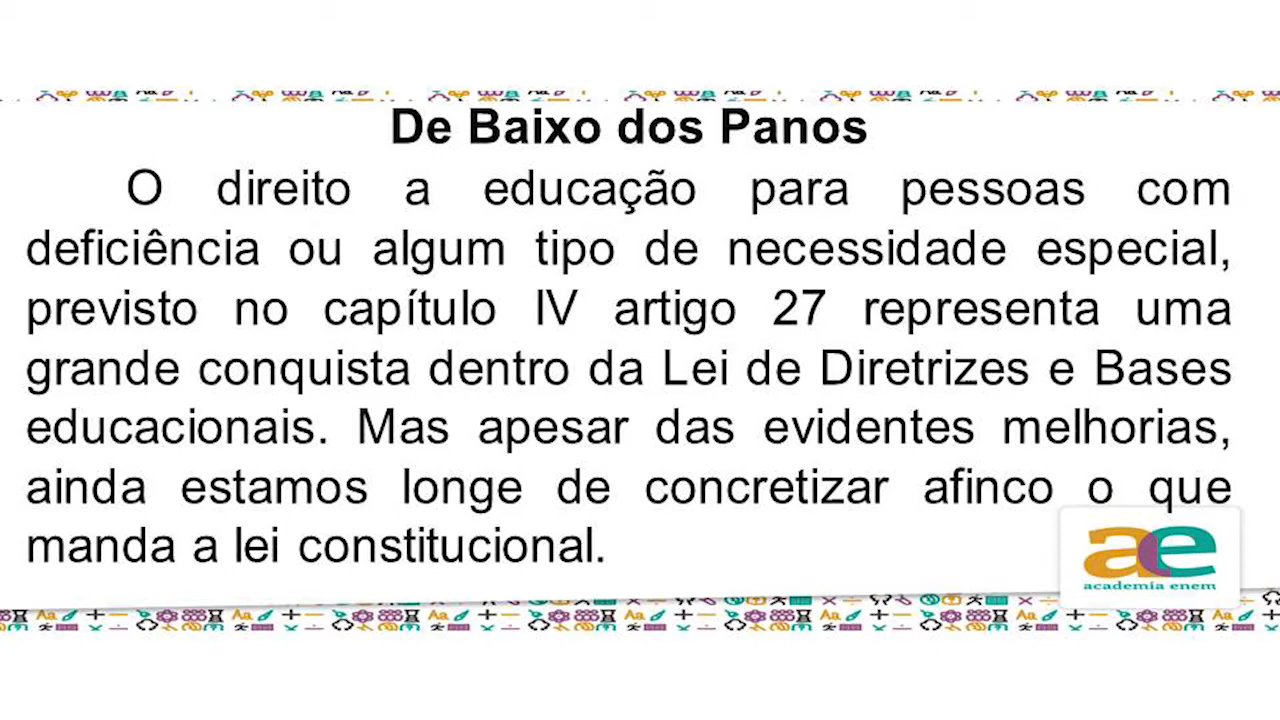 De Baixo dos Panos
O direito a educação para pessoas com
deficiência ou algum tipo de necessidade especial,
previsto no capítulo IV artigo 27 representa uma
grande conquista dentro da Lei de Diretrizes e Bases
educacionais. Mas apesar das evidentes melhorias,
ainda estamos longe de concretizar afinco o que
manda a lei constitucional.
ae
academia enem